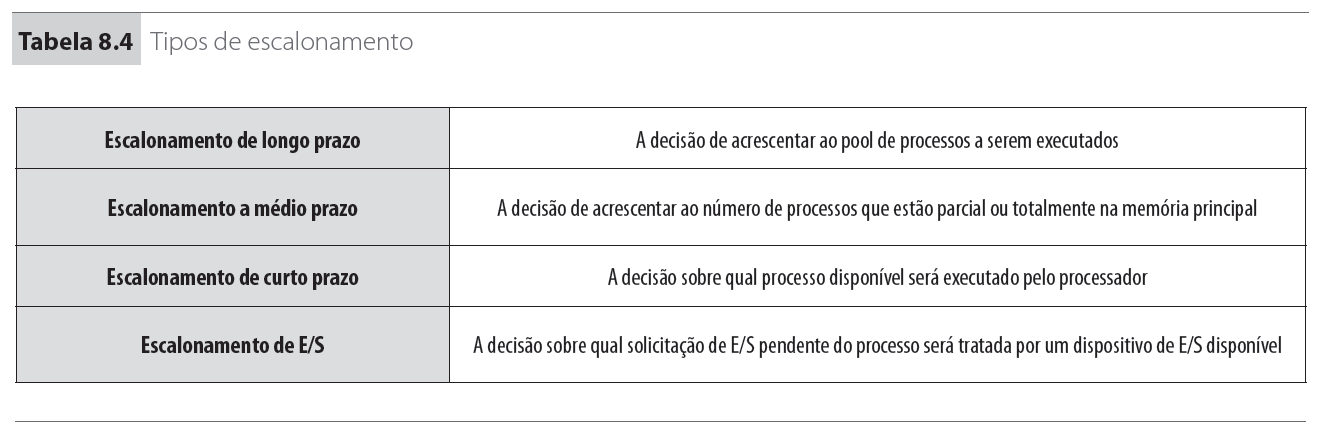 Tabela 8.4 Tipos de escalonamento
Escalonamento de longo prazo A decisão de acrescentar ao pool de processos a serem executados
Escalonamento a médio prazo A decisão de acrescentar ao número de processos que estão parcial ou totalmente na memória principal
Escalonamento de curto prazo A decisão sobre qual processo disponível será executado pelo processador
Escalonamento de E/S A decisão sobre qual solicitação de E/S pendente do processo será tratada por um dispositivo de E/S disponível